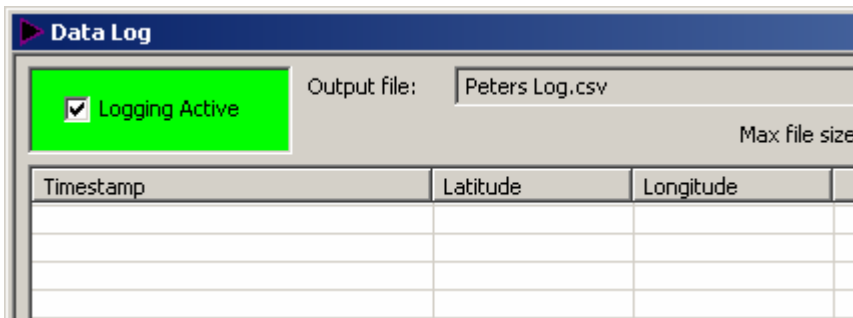 Data Log
Logging Active
Output file: Peters Log.csv
Max file size
Timestamp Latitude Longitude